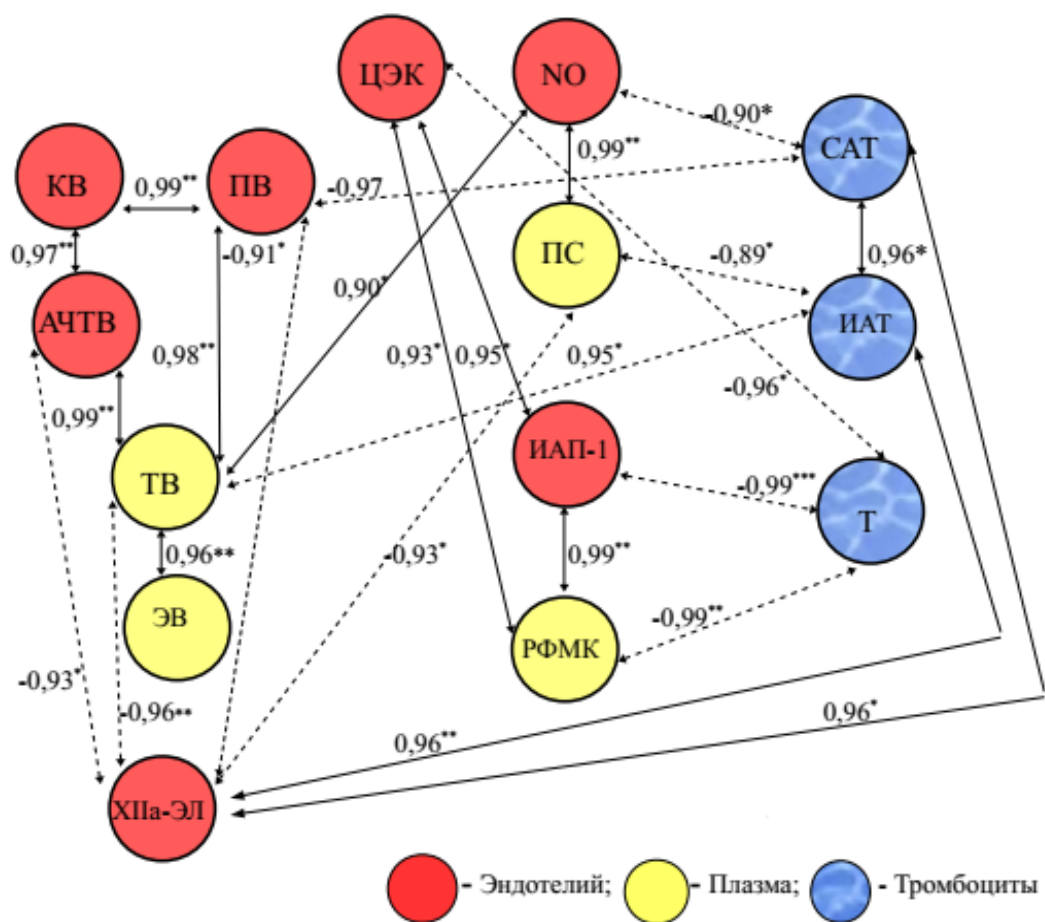 ЦЭК
NO
-0,90*
САТ
КВ
0,99**
ПВ
-0,97
0,99**
0,97**
-0,91*
ПС
-0,89*
0,96*
АЧТВ
0,90*
ИАТ
0,98**
0,93*
0,95*
0,95*
-0,96*
0,99**
ТВ
ИАП-1
-0,99***
Т
0,96**
-0,93*
0,99**
ЭВ
-0,99**
РФМК
-0,93*
-0,96**
0,96**
0,96*
XIIа-ЭЛ
- Эндотелий; - Плазма; - Тромбоциты